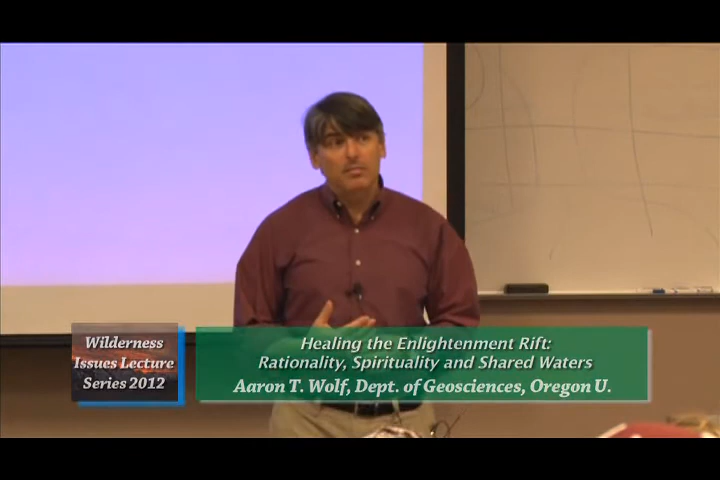 Wilderness
Issues Lecture
Series 2012
Healing the Enlightenment Rift:
Rationality, Spirituality and Shared Waters
Aaron T. Wolf, Dept. of Geosciences, Oregon U.